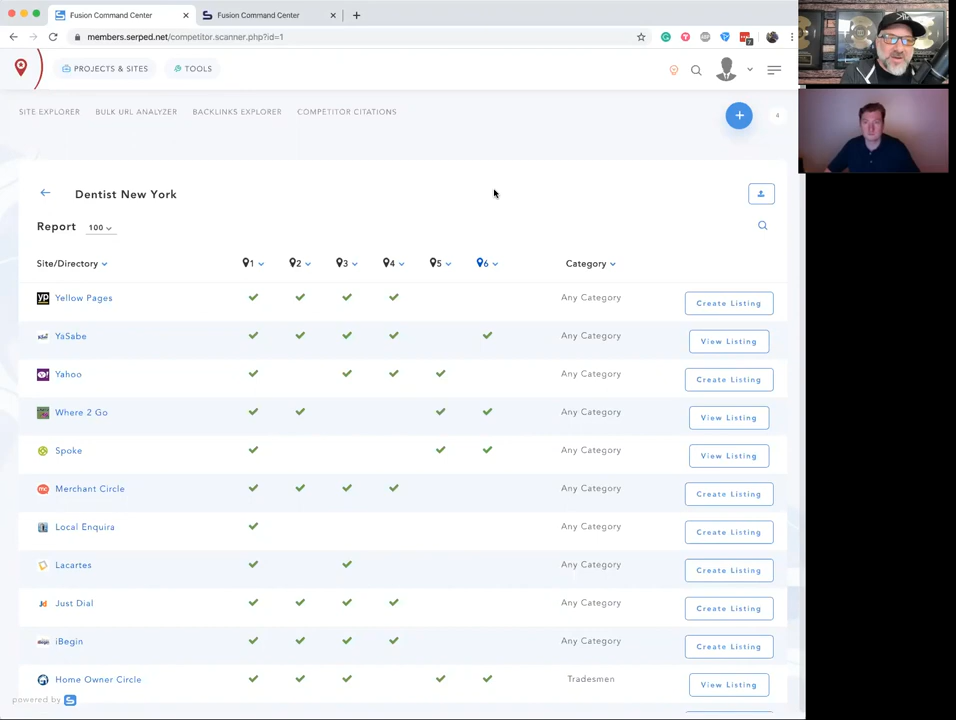 Fusion Command Center
Fusion Command Center
members.serped.net/competitor.scanner.php?id=1
PROJECTS & SITES
TOOLS
SITE EXPLORER
BULK URL ANALYZER
BACKLINKS EXPLORER
COMPETITOR CITATIONS
4
Dentist New York
Report 100
Site/Directory 1 2 3 4 5 6 Category
Yellow Pages Any Category Create Listing
YaSabe Any Category View Listing
Yahoo Any Category Create Listing
Where 2 Go Any Category View Listing
Spoke Any Category View Listing
Merchant Circle Any Category Create Listing
Local Enquira Any Category Create Listing
Lacartes Any Category Create Listing
Just Dial Any Category Create Listing
iBegin Any Category Create Listing
Home Owner Circle Tradesmen View Listing
powered by S